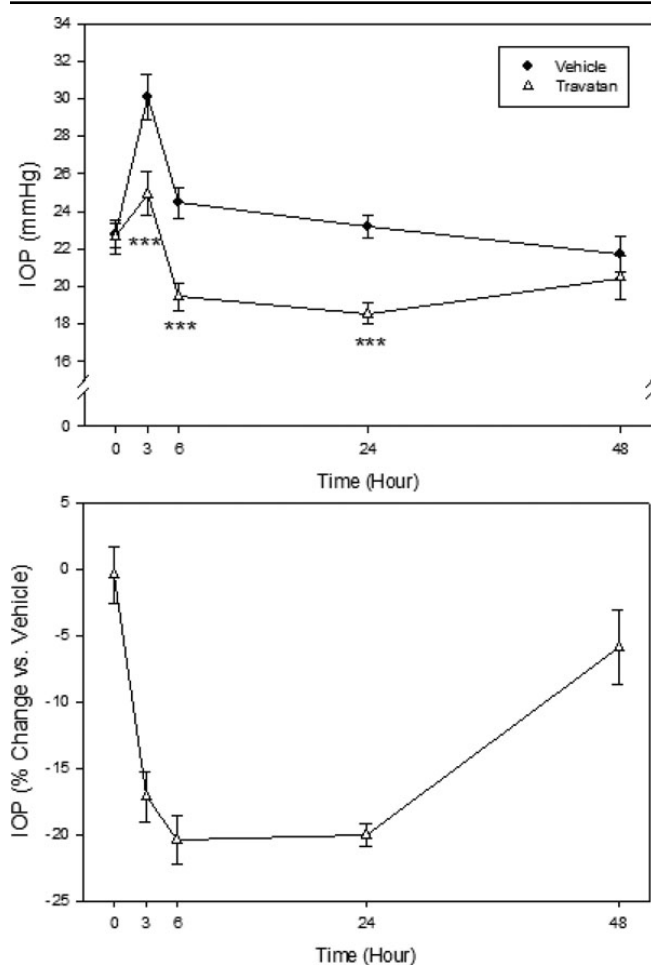 34
32
30
28
26
24
22
20
18
16
0
IOP (mmHg)
Vehicle
Travatan
***
***
***
0 3 6 24 48
Time (Hour)
5
0
-5
-10
-15
-20
-25
IOP (% Change vs. Vehicle)
0 3 6 24 48
Time (Hour)